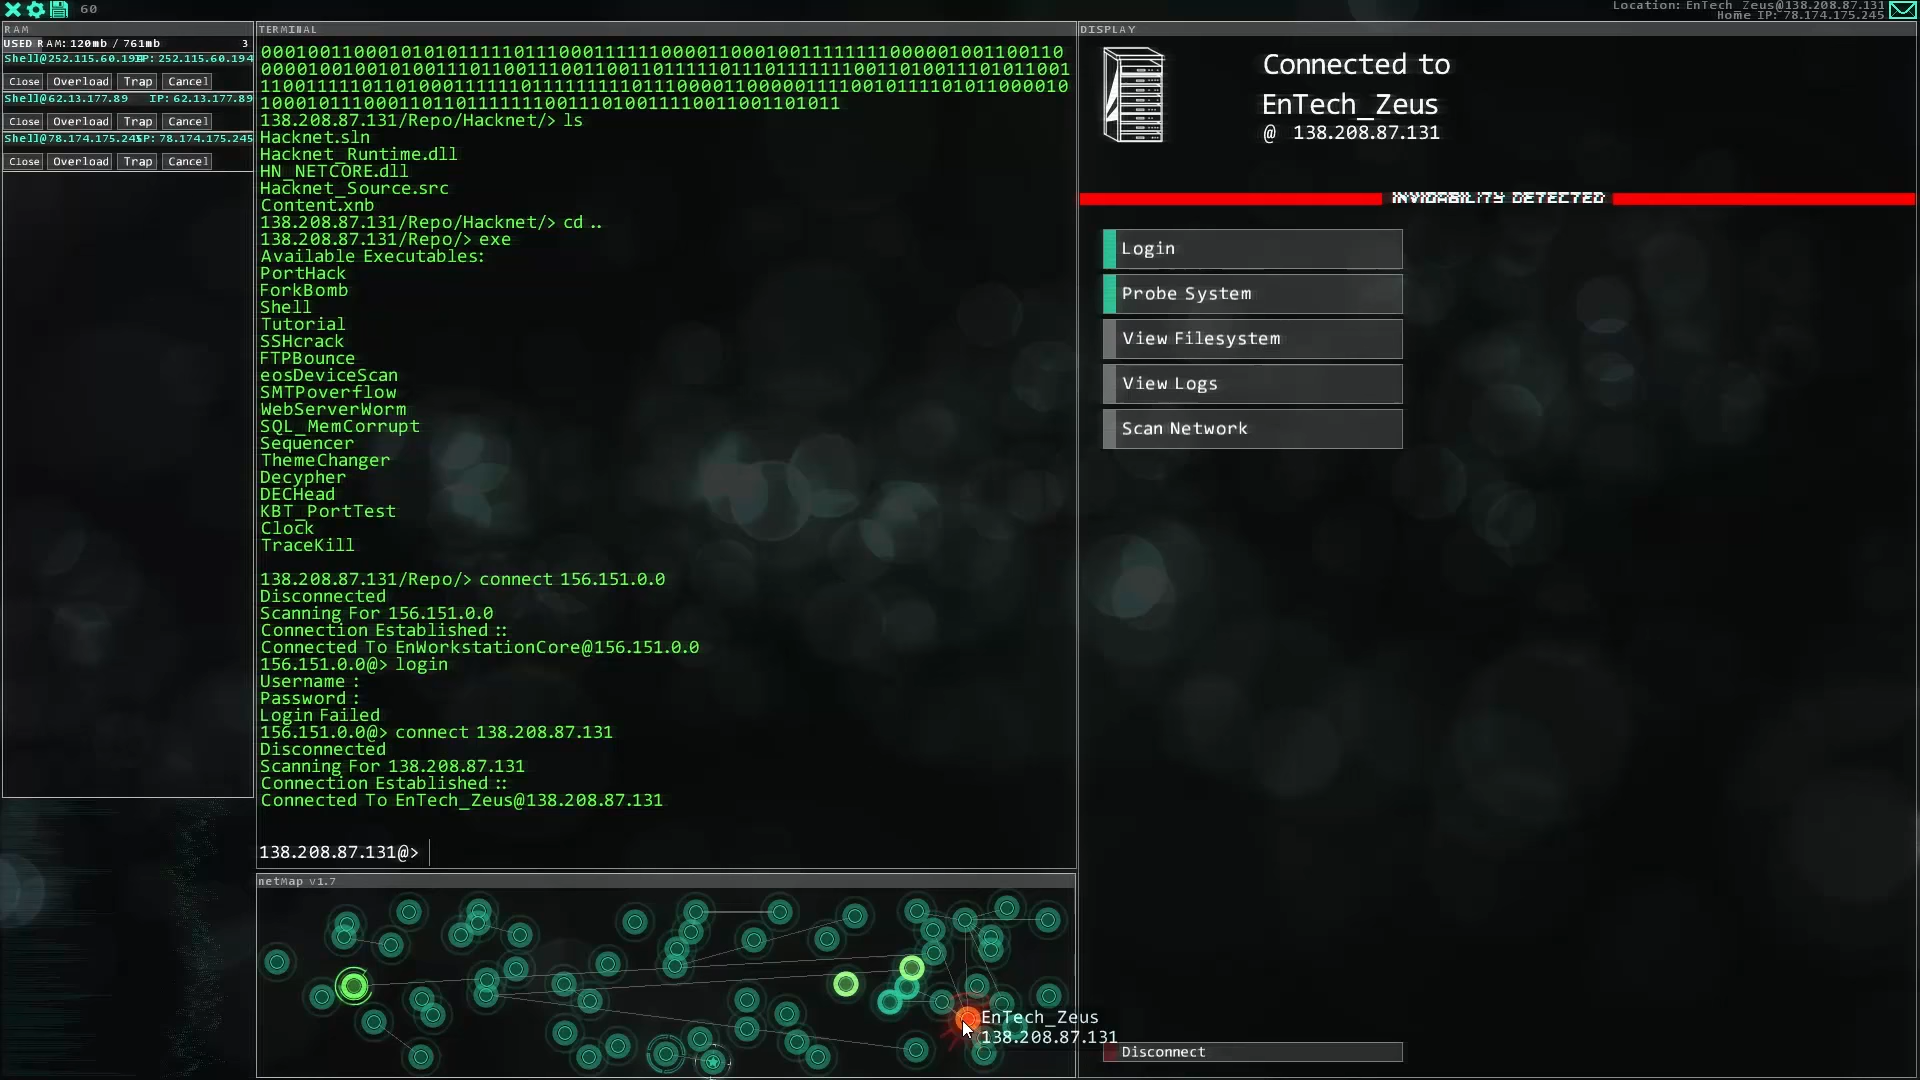 60
Location: EnTech_Zeus@138.208.87.131
Home IP: 78.174.175.245
RAM
USED RAM: 120mb / 761mb 3
Shell@252.115.60.194 IP: 252.115.60.194
Close Overload Trap Cancel
Shell@62.13.177.89 IP: 62.13.177.89
Close Overload Trap Cancel
Shell@78.174.175.245 IP: 78.174.175.245
Close Overload Trap Cancel
TERMINAL
138.208.87.131/Repo/Hacknet/> ls
Hacknet.sln
Hacknet_Runtime.dll
HN_NETCORE.dll
Hacknet_Source.src
Content.xnb
138.208.87.131/Repo/Hacknet/> cd ..
138.208.87.131/Repo/> exe
Available Executables:
PortHack
ForkBomb
Shell
Tutorial
SSHcrack
FTPBounce
eosDeviceScan
SMTPoverflow
WebServerWorm
SQL_MemCorrupt
Sequencer
ThemeChanger
Decypher
DECHead
KBT_PortTest
Clock
TraceKill
138.208.87.131/Repo/> connect 156.151.0.0
Disconnected
Scanning For 156.151.0.0
Connection Established ::
Connected To EnWorkstationCore@156.151.0.0
156.151.0.0@> login
Username :
Password :
Login Failed
156.151.0.0@> connect 138.208.87.131
Disconnected
Scanning For 138.208.87.131
Connection Established ::
Connected To EnTech_Zeus@138.208.87.131
138.208.87.131@>
netMap v1.7
EnTech_Zeus
138.208.87.131
DISPLAY
Connected to
EnTech_Zeus
@ 138.208.87.131
INVIOABILITY DETECTED
Login
Probe System
View Filesystem
View Logs
Scan Network
Disconnect